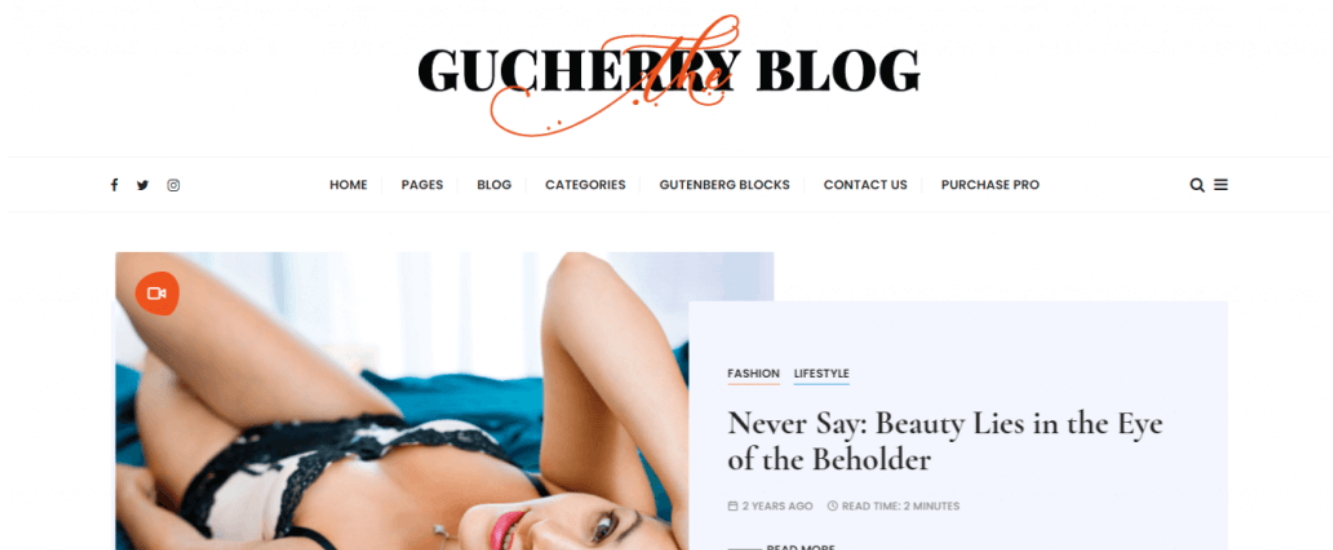 GUCHERRY the BLOG
HOME PAGES BLOG CATEGORIES GUTENBERG BLOCKS CONTACT US PURCHASE PRO
FASHION LIFESTYLE
Never Say: Beauty Lies in the Eye
of the Beholder
2 YEARS AGO READ TIME: 2 MINUTES
READ MORE